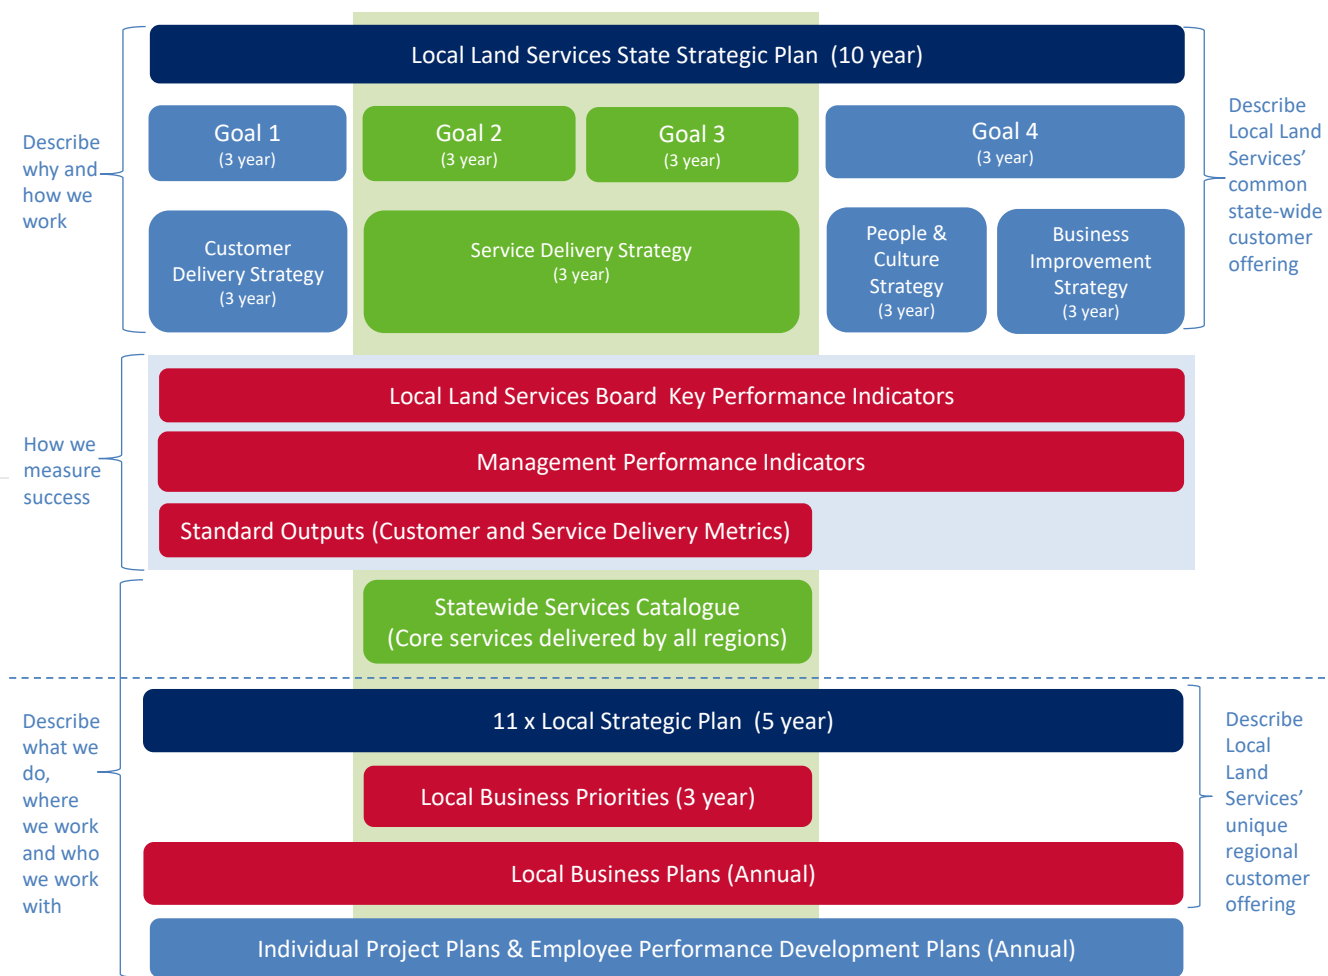 Local Land Services State Strategic Plan  (10 year)
Describe
why and
how we
work
Goal 1
(3 year)
Goal 2
(3 year)
Goal 3
(3 year)
Goal 4
(3 year)
Describe
Local Land
Services’
common
state-wide
customer
offering
Customer
Delivery Strategy
(3 year)
Service Delivery Strategy
(3 year)
People &
Culture
Strategy
(3 year)
Business
Improvement
Strategy
(3 year)
How we
measure
success
Local Land Services Board  Key Performance Indicators
Management Performance Indicators
Standard Outputs (Customer and Service Delivery Metrics)
Statewide Services Catalogue
(Core services delivered by all regions)
Describe
what we
do,
where
we work
and who
we work
with
11 x Local Strategic Plan  (5 year)
Local Business Priorities (3 year)
Local Business Plans (Annual)
Describe
Local
Land
Services’
unique
regional
customer
offering
Individual Project Plans & Employee Performance Development Plans (Annual)